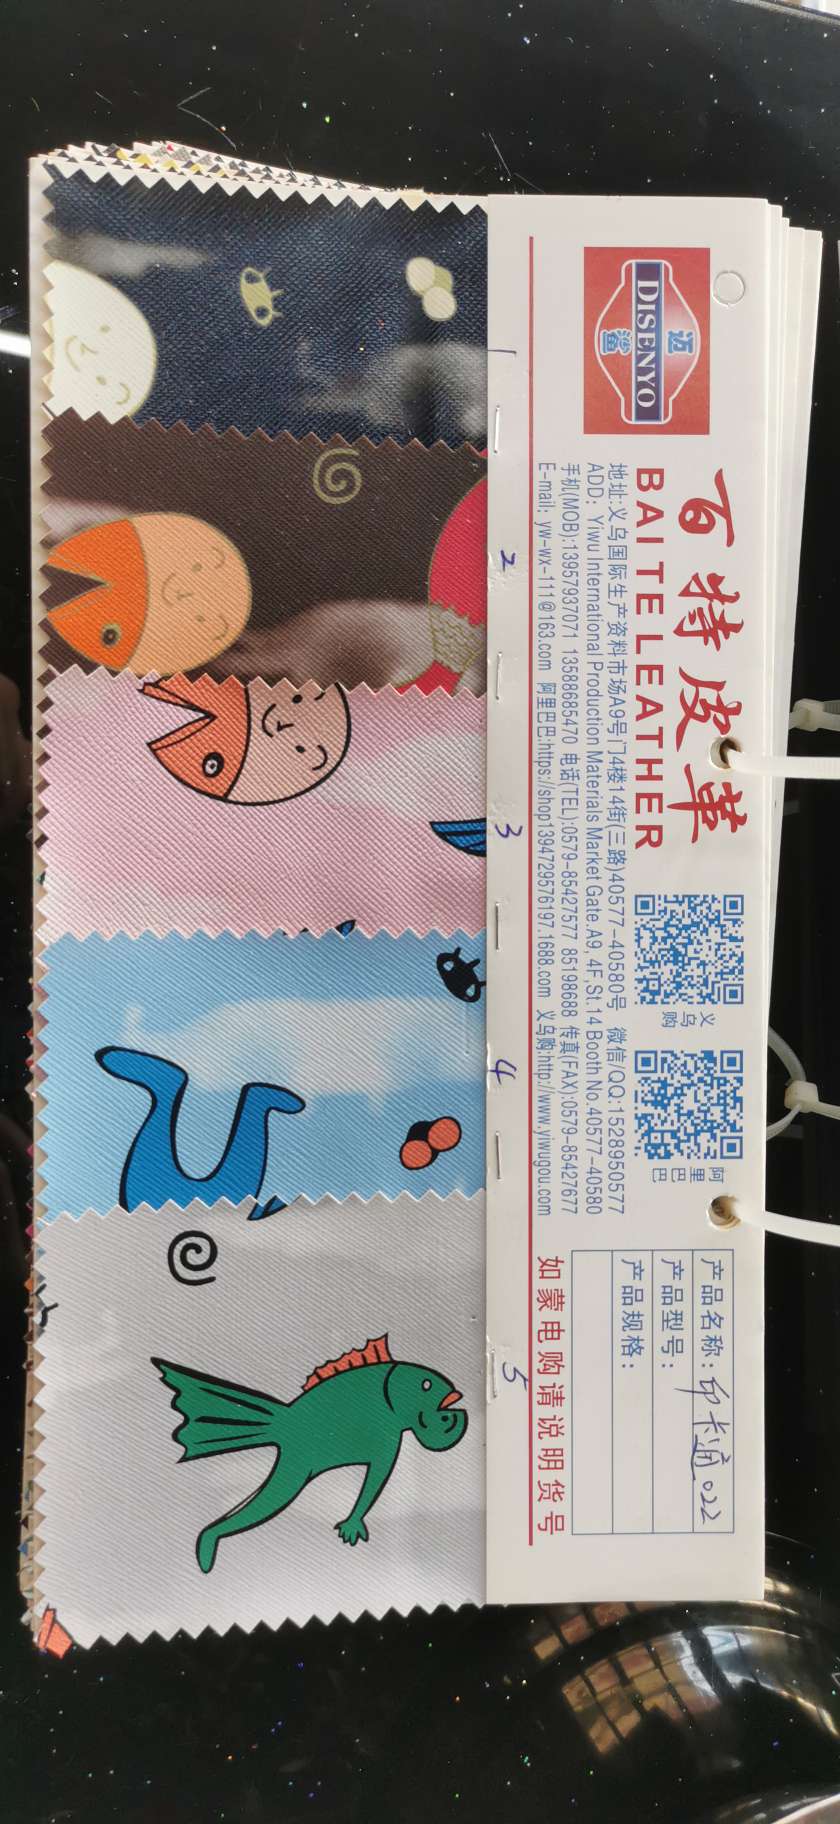 DISENYO
迈鲨
百特皮革
BAITE LEATHER
地址:义乌国际生产资料市场A9号门4楼14街(三路)40577-40580号 微信/QQ:1528950577
ADD: Yiwu International Production Materials Market Gate A9, 4F,St.14 Booth No.40577-40580
手机(MOB):13957937071 13588685470 电话(TEL):0579-85427577 85198688 传真(FAX):0579-85427677
E-mail: yw-wx-111@163.com 阿里巴巴:https://shop1394729576197.1688.com 义乌购:http://www.yiwugou.com
义乌购
阿里巴巴
产品名称:印卡通022
产品型号:
产品规格:
如蒙电购请说明货号
1
2
3
4
5